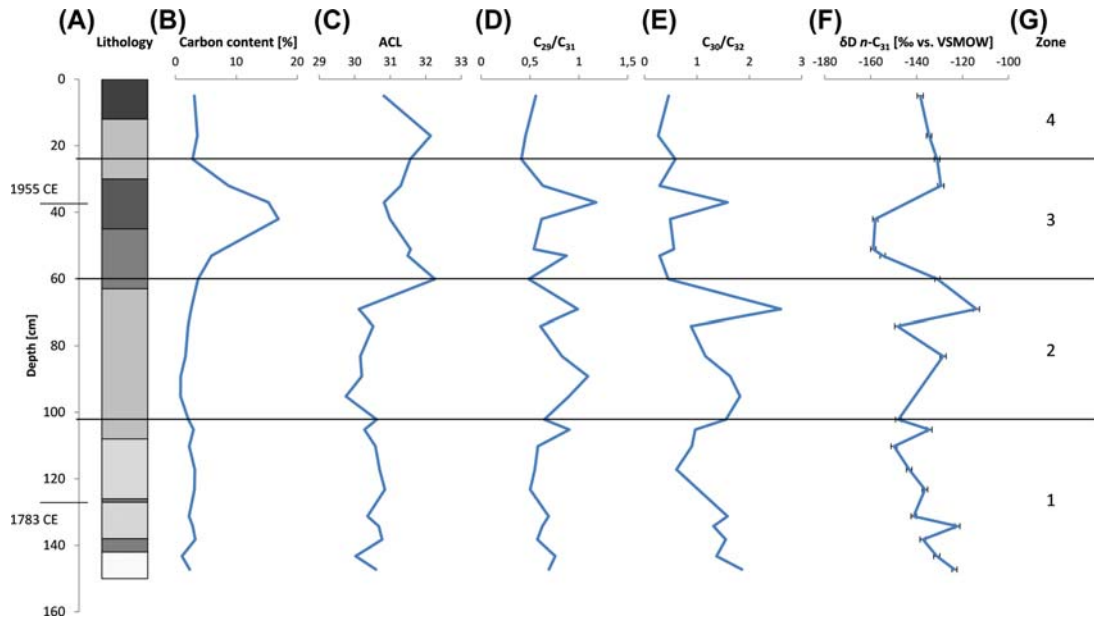 (A) (B) (C) (D) (E) (F) (G)
Lithology Carbon content [%] ACL C29/C31 C30/C32 δD n-C31 [‰ vs. VSMOW] Zone
0 10 20 29 30 31 32 33 0 0,5 1 1,5 0 1 2 3 -180 -160 -140 -120 -100
0
4
20
1955 CE
40
3
60
Depth [cm]
80
2
100
120
1
1783 CE
140
160